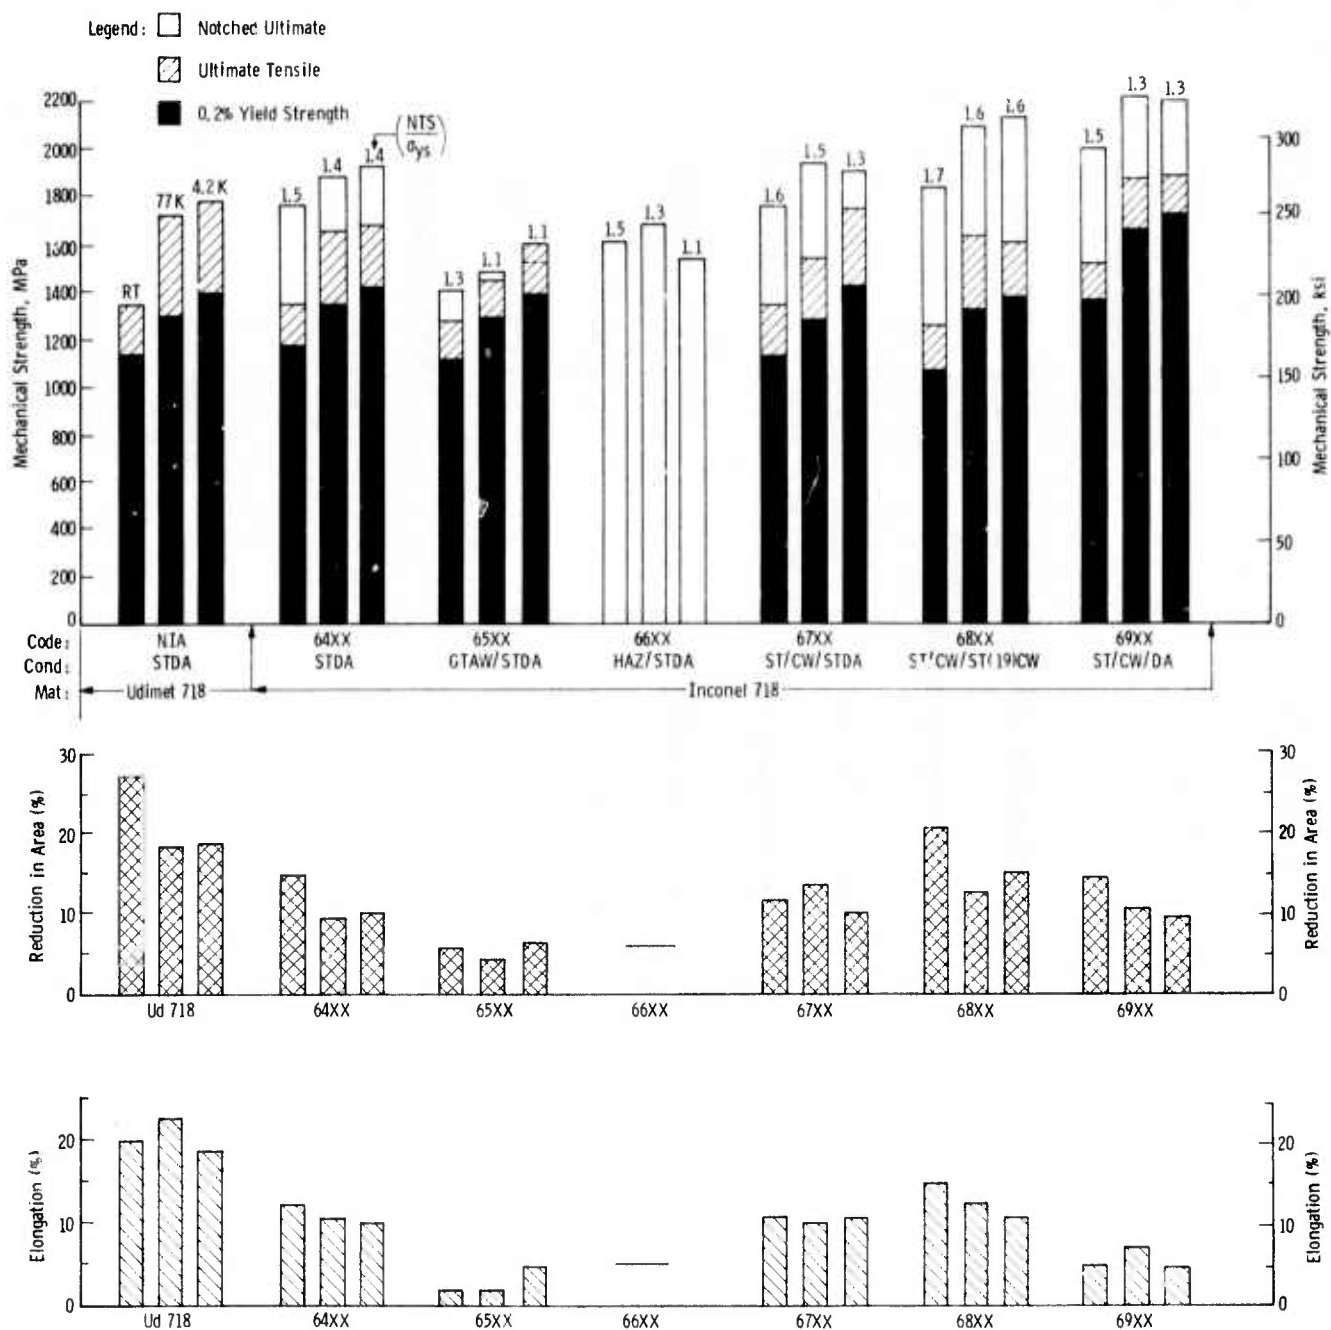 Legend: Notched Ultimate
Ultimate Tensile
0.2% Yield Strength
(NTS / σys)
Mechanical Strength, MPa
2200
2000
1800
1600
1400
1200
1000
800
600
400
200
0
RT 77K 4.2K
1.5 1.4 1.4
1.3 1.1 1.1
1.5 1.3 1.1
1.6 1.5 1.3
1.7 1.6 1.6
1.5 1.3 1.3
300
250
200
150
100
50
0
Mechanical Strength, ksi
Code: NIA 64XX 65XX 66XX 67XX 68XX 69XX
Cond: STDA STDA GTAW/STDA HAZ/STDA ST/CW/STDA ST/CW/ST(19)CW ST/CW/DA
Mat: Udimet 718 Inconel 718
Reduction in Area (%)
30
20
10
0
30
20
10
0
Reduction in Area (%)
Ud 718 64XX 65XX 66XX 67XX 68XX 69XX
Elongation (%)
20
10
0
20
10
0
Elongation (%)
Ud 718 64XX 65XX 66XX 67XX 68XX 69XX